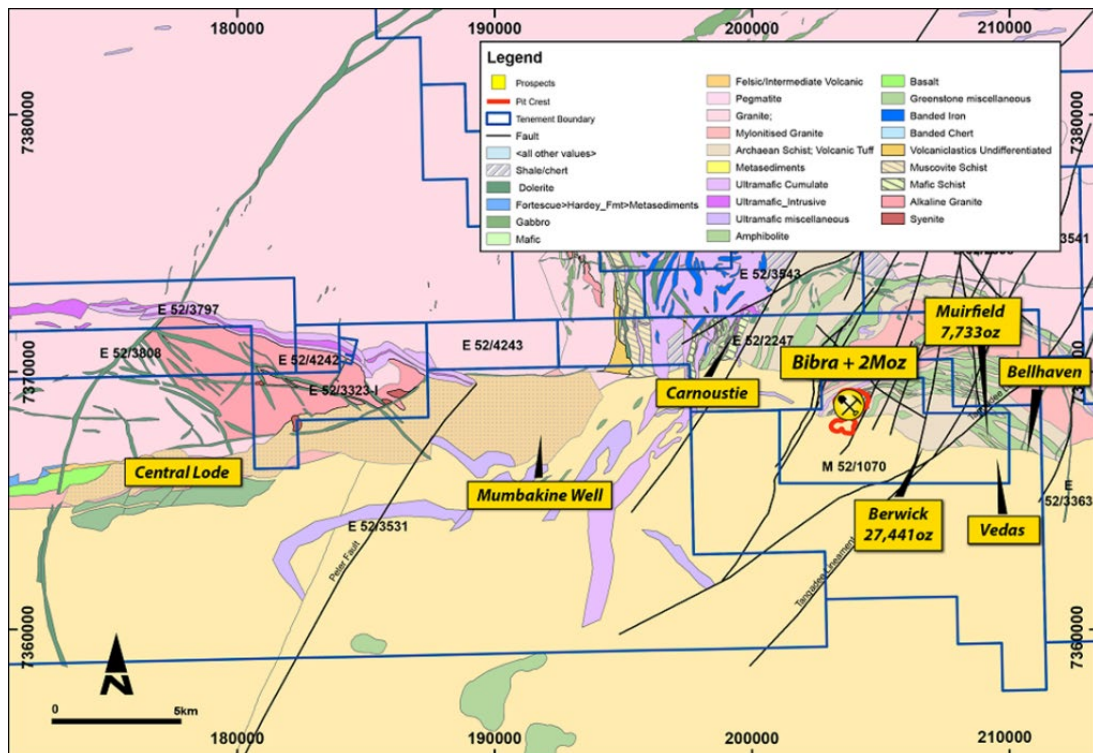 180000
190000
200000
210000
7380000
7380000
Legend
Prospects
Pit Crest
Tenement Boundary
Fault
<all other values>
Shale/chert
Dolerite
Fortescue>Hardey_Fmt>Metasediments
Gabbro
Mafic
Felsic/Intermediate Volcanic
Pegmatite
Granite;
Mylonitised Granite
Archaean Schist; Volcanic Tuff
Metasediments
Ultramafic Cumulate
Ultramafic_Intrusive
Ultramafic miscellaneous
Amphibolite
Basalt
Greenstone miscellaneous
Banded Iron
Banded Chert
Volcaniclastics Undifferentiated
Muscovite Schist
Mafic Schist
Alkaline Granite
Syenite
3541
E 52/3543
E 52/3797
Muirfield
7,733oz
E 52/3808
E 52/4242
E 52/4243
E 52/2247
Bibra + 2Moz
Bellhaven
7370000
7370000
E 52/3323-I
Carnoustie
Central Lode
Mumbakine Well
M 52/1070
E
52/3363
E 52/3531
Berwick
27,441oz
Vedas
Peter Fault
Tangadee Lineament
7360000
7360000
N
0
5km
180000
190000
200000
210000